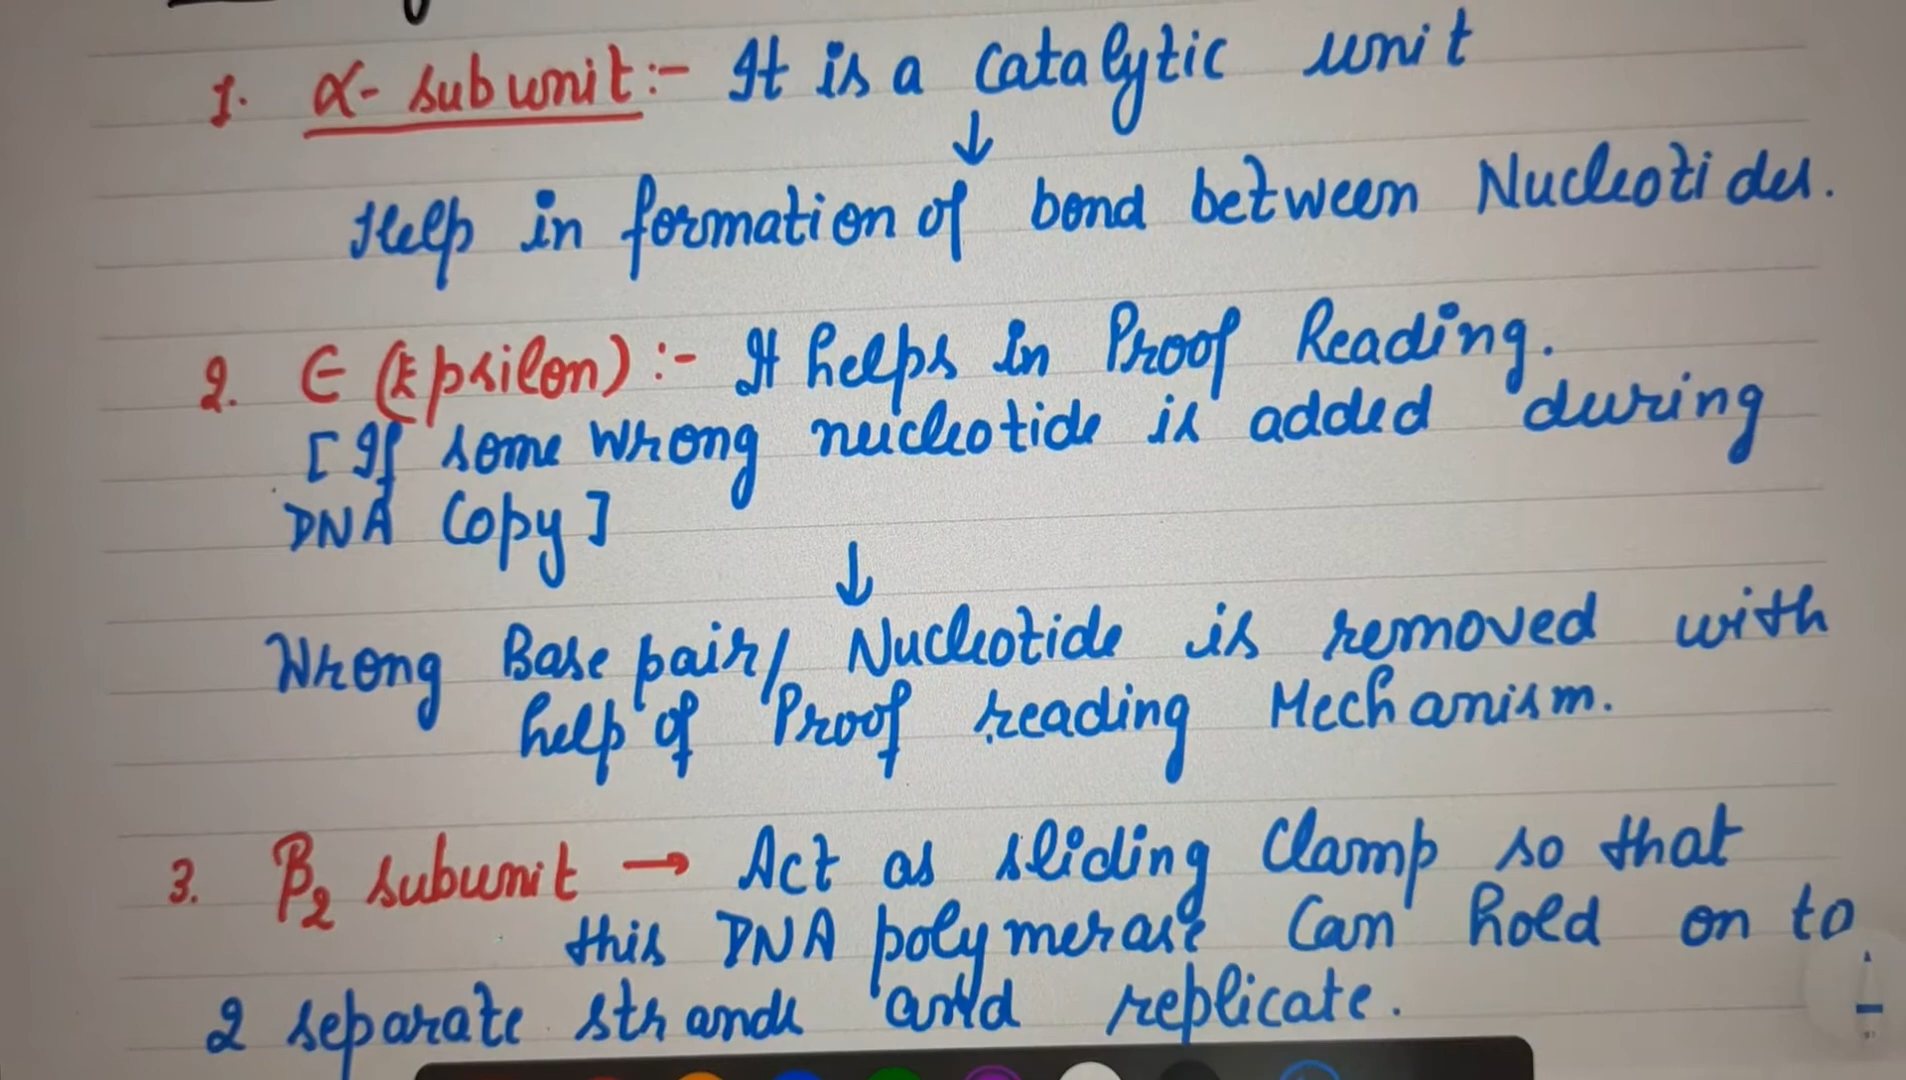 1. α- subunit:- It is a catalytic unit
↓
Help in formation of bond between Nucleotides.
2. ∈ (Epsilon) :- It helps in Proof Reading.
[If some wrong nucleotide is added during
DNA Copy]
↓
Wrong Base pair/ Nucleotide is removed with
help of Proof reading Mechanism.
3. β2 subunit → Act as sliding Clamp so that
this DNA polymerase Can hold on to
2 separate strands and replicate.